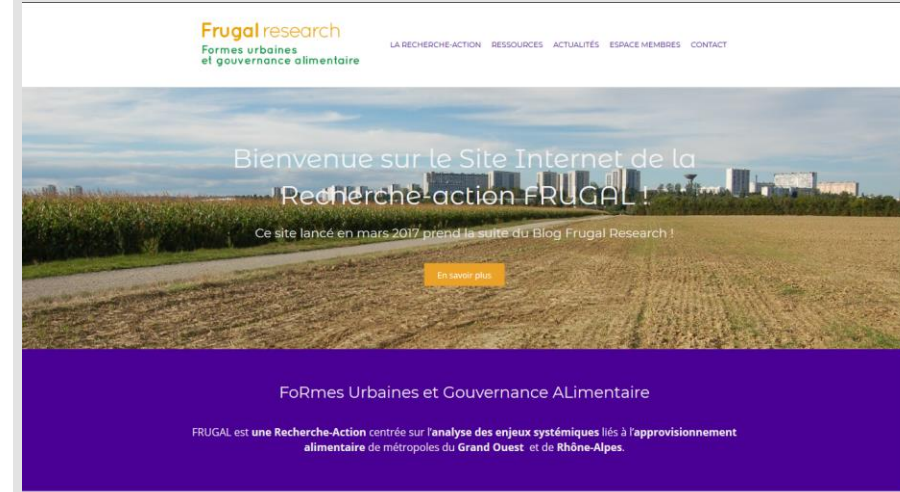 Frugal research
Formes urbaines
et gouvernance alimentaire
LA RECHERCHE-ACTION RESSOURCES ACTUALITÉS ESPACE MEMBRES CONTACT
Bienvenue sur le Site Internet de la
Recherche-action FRUGAL !
Ce site lancé en mars 2017 prend la suite du Blog Frugal Research !
En savoir plus
FoRmes Urbaines et Gouvernance ALimentaire
FRUGAL est une Recherche-Action centrée sur l'analyse des enjeux systémiques liés à l'approvisionnement
alimentaire de métropoles du Grand Ouest et de Rhône-Alpes.